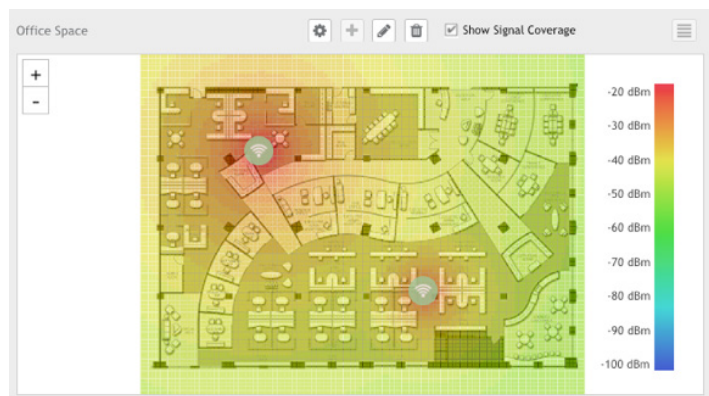 Office Space
Show Signal Coverage
+
-
-20 dBm
-30 dBm
-40 dBm
-50 dBm
-60 dBm
-70 dBm
-80 dBm
-90 dBm
-100 dBm